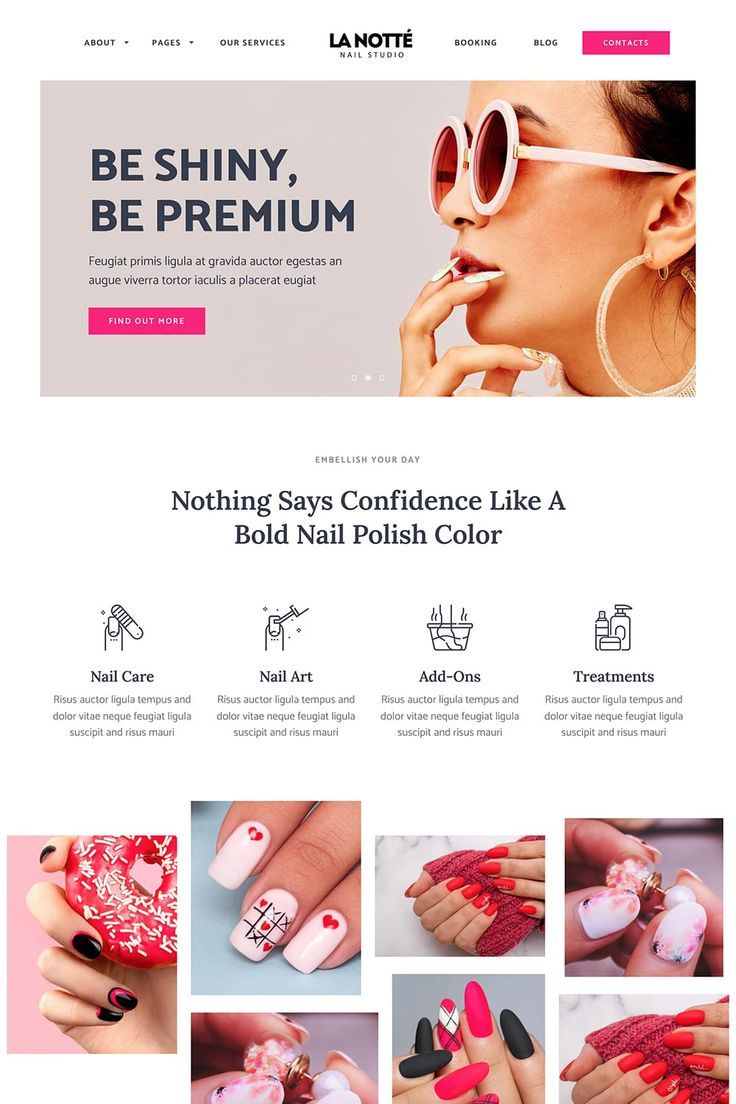 ABOUT PAGES OUR SERVICES LA NOTTÉ BOOKING BLOG CONTACTS
NAIL STUDIO
BE SHINY,
BE PREMIUM
Feugiat primis ligula at gravida auctor egestas an
augue viverra tortor iaculis a placerat eugiat
FIND OUT MORE
EMBELLISH YOUR DAY
Nothing Says Confidence Like A
Bold Nail Polish Color
Nail Care
Risus auctor ligula tempus and
dolor vitae neque feugiat ligula
suscipit and risus mauri
Nail Art
Risus auctor ligula tempus and
dolor vitae neque feugiat ligula
suscipit and risus mauri
Add-Ons
Risus auctor ligula tempus and
dolor vitae neque feugiat ligula
suscipit and risus mauri
Treatments
Risus auctor ligula tempus and
dolor vitae neque feugiat ligula
suscipit and risus mauri